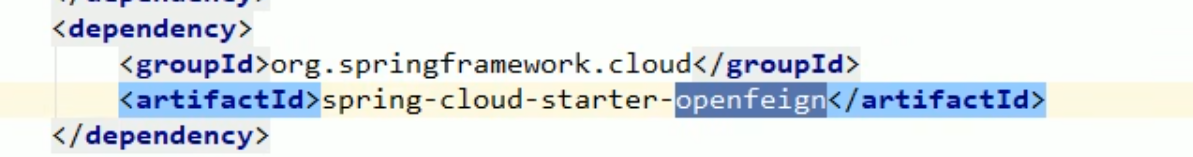 <dependency>
<groupId>org.springframework.cloud</groupId>
<artifactId>spring-cloud-starter-openfeign</artifactId>
</dependency>